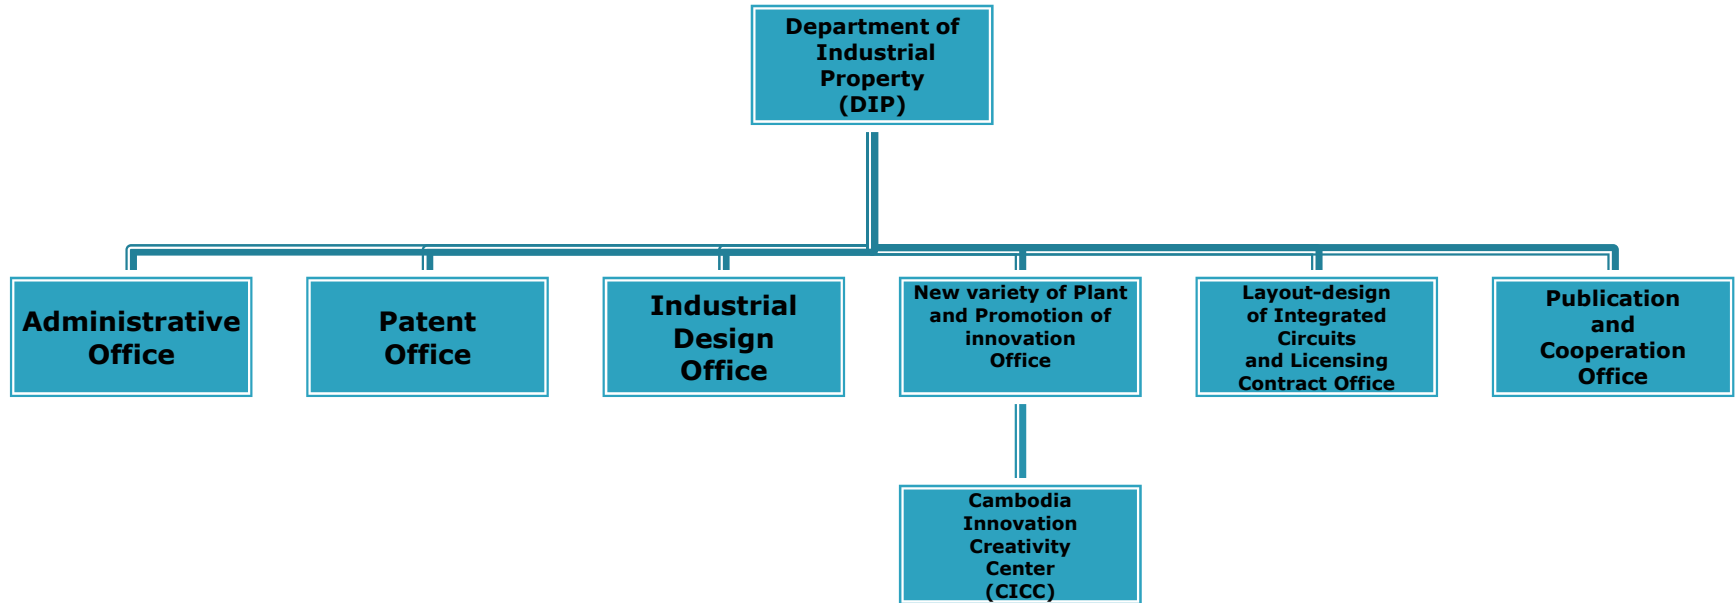 Department of
Industrial
Property
(DIP)
Administrative
Office
Patent
Office
Industrial
Design
Office
New variety of Plant
and Promotion of
innovation
Office
Layout-design
of Integrated
Circuits
and Licensing
Contract Office
Publication
and
Cooperation
Office
Cambodia
Innovation
Creativity
Center
(CICC)